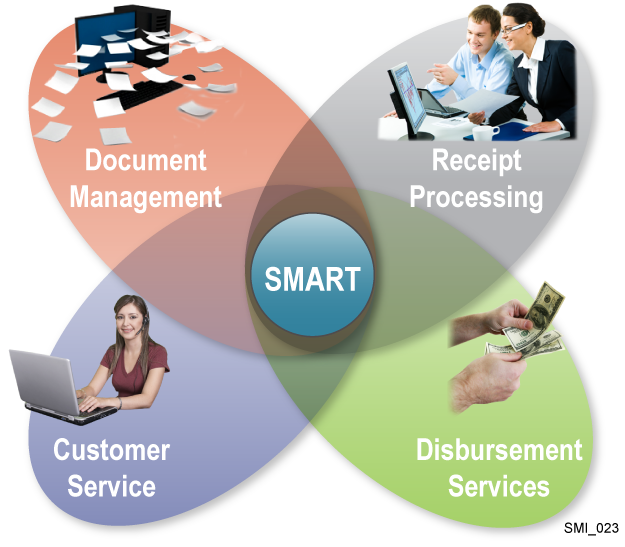 Document
Management
Receipt
Processing
SMART
Customer
Service
Disbursement
Services
SMI_023